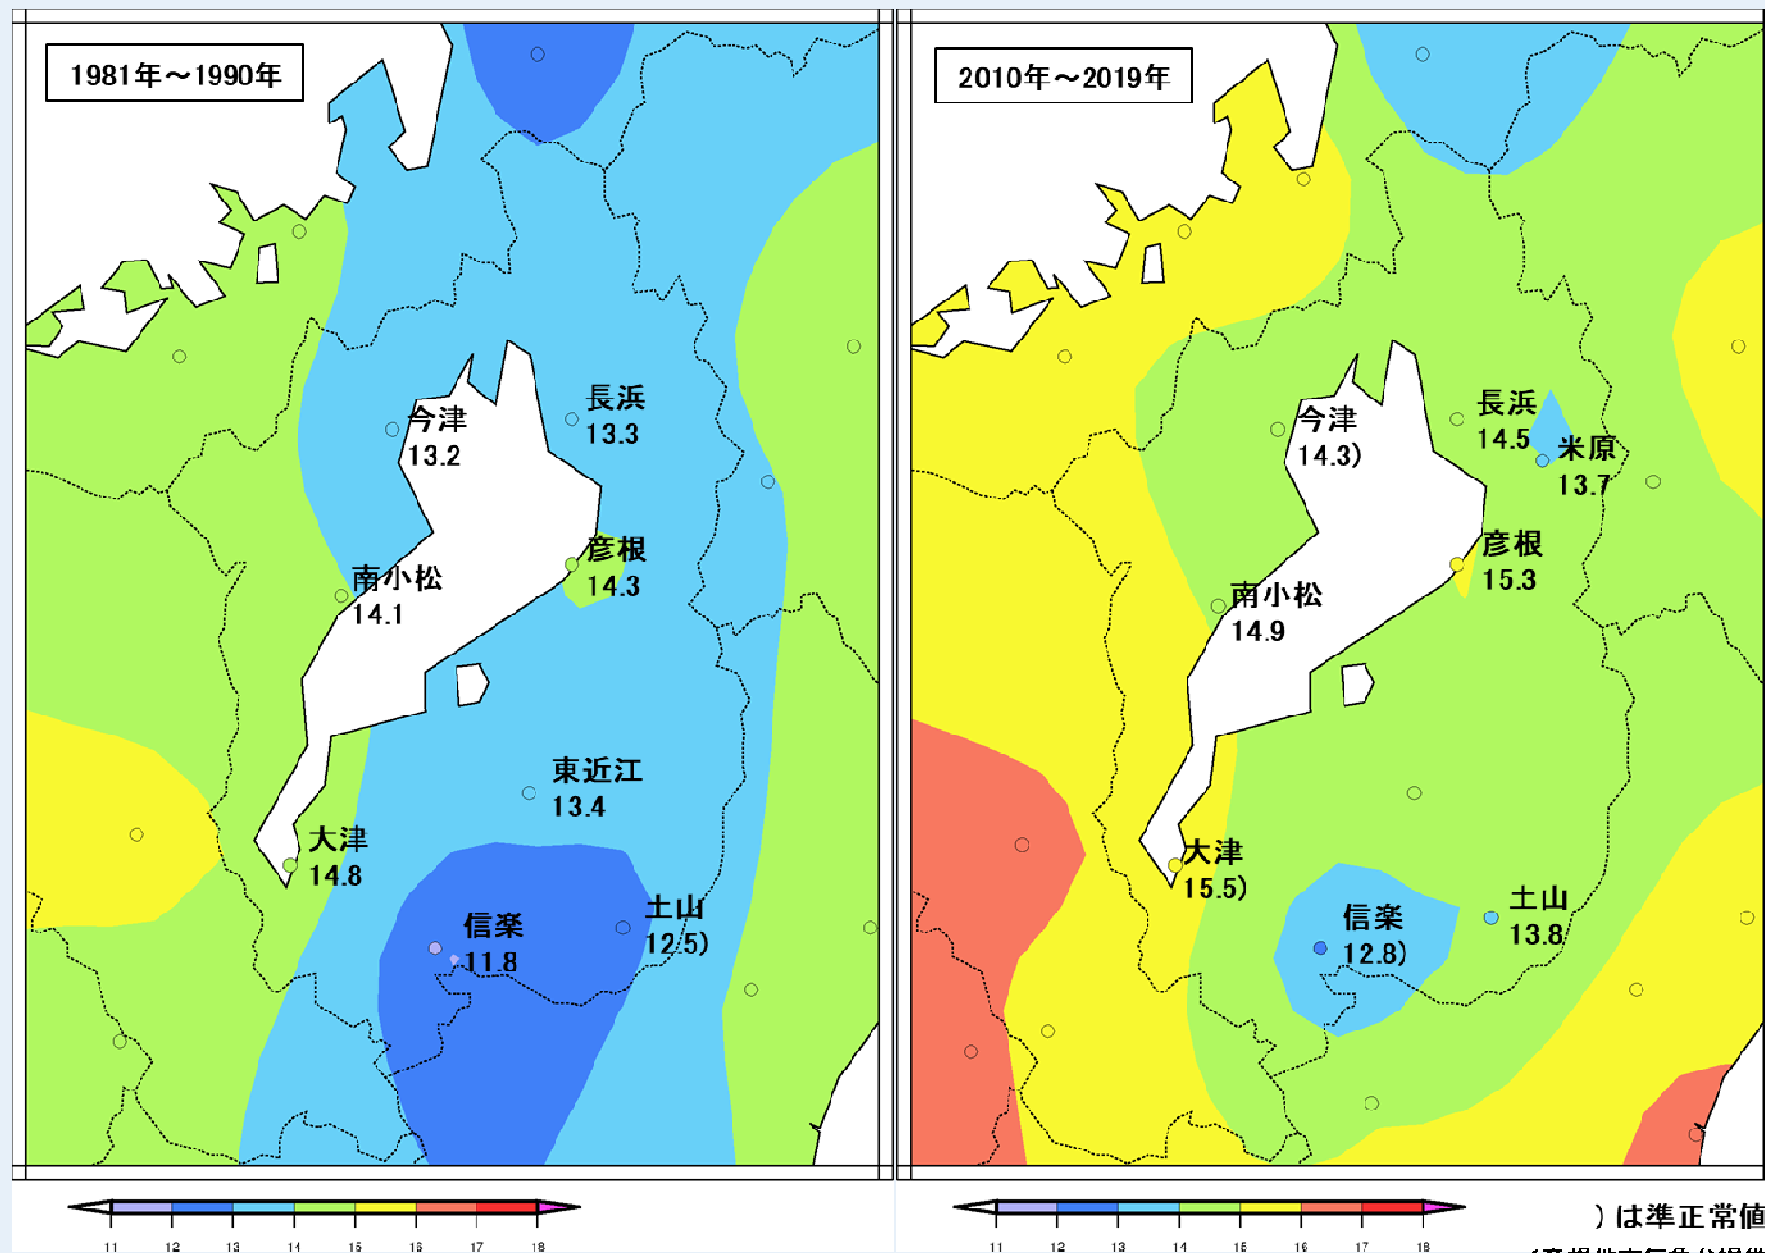 1981年～1990年
今津
13.2
長浜
13.3
彦根
14.3
南小松
14.1
東近江
13.4
大津
14.8
信楽
11.8
土山
12.5)
11 12 13 14 15 16 17 18
2010年～2019年
今津
14.3)
長浜
14.5
米原
13.7
彦根
15.3
南小松
14.9
大津
15.5)
信楽
12.8)
土山
13.8
11 12 13 14 15 16 17 18
)は準正常値